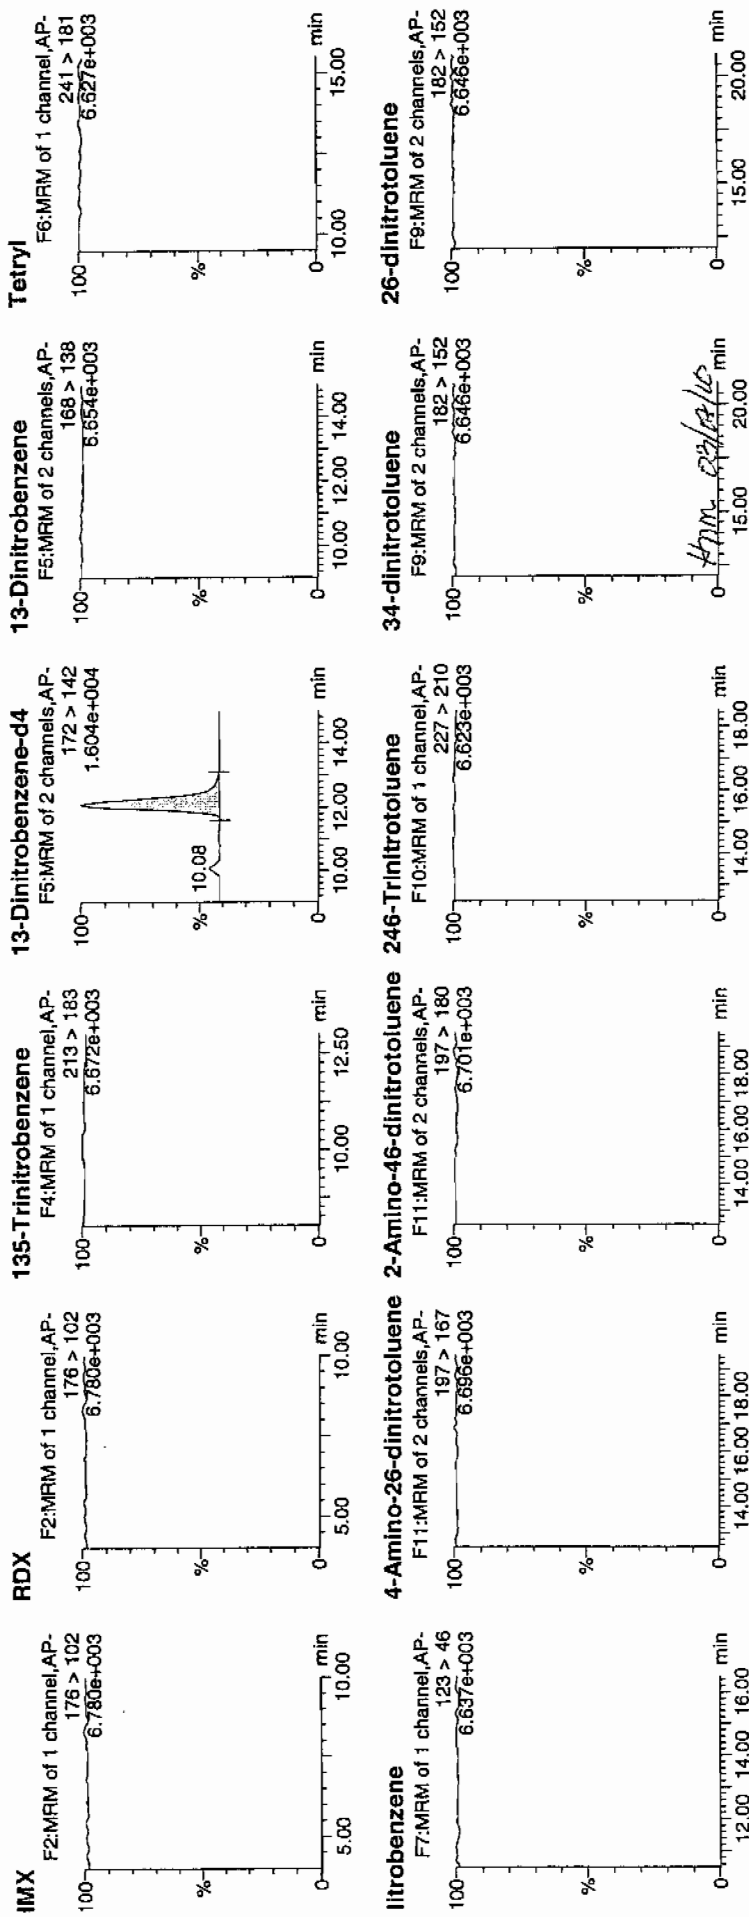 HMX
F2:MRM of 1 channel,AP-
176 > 102
6.780e+003
100
%
0
5.00 10.00
min
RDX
F2:MRM of 1 channel,AP-
176 > 102
6.780e+003
100
%
0
5.00 10.00
min
135-Trinitrobenzene
F4:MRM of 1 channel,AP-
213 > 183
6.672e+003
100
%
0
10.00 12.50
min
13-Dinitrobenzene-d4
F5:MRM of 2 channels,AP-
172 > 142
1.604e+004
100
%
10.08
0
10.00 12.00 14.00
min
13-Dinitrobenzene
F5:MRM of 2 channels,AP-
168 > 138
6.654e+003
100
%
0
10.00 12.00 14.00
min
Tetryl
F6:MRM of 1 channel,AP-
241 > 181
6.627e+003
100
%
0
10.00 15.00
min
litrobenzene
F7:MRM of 1 channel,AP-
123 > 46
6.637e+003
100
%
0
12.00 14.00 16.00
min
4-Amino-26-dinitrotoluene
F11:MRM of 2 channels,AP-
197 > 167
6.696e+003
100
%
0
14.00 16.00 18.00
min
2-Amino-46-dinitrotoluene
F11:MRM of 2 channels,AP-
197 > 180
6.701e+003
100
%
0
14.00 16.00 18.00
min
246-Trinitrotoluene
F10:MRM of 1 channel,AP-
227 > 210
6.623e+003
100
%
0
14.00 16.00 18.00
min
34-dinitrotoluene
F9:MRM of 2 channels,AP-
182 > 152
6.646e+003
100
%
0
15.00 20.00
min
26-dinitrotoluene
F9:MRM of 2 channels,AP-
182 > 152
6.646e+003
100
%
0
15.00 20.00
min